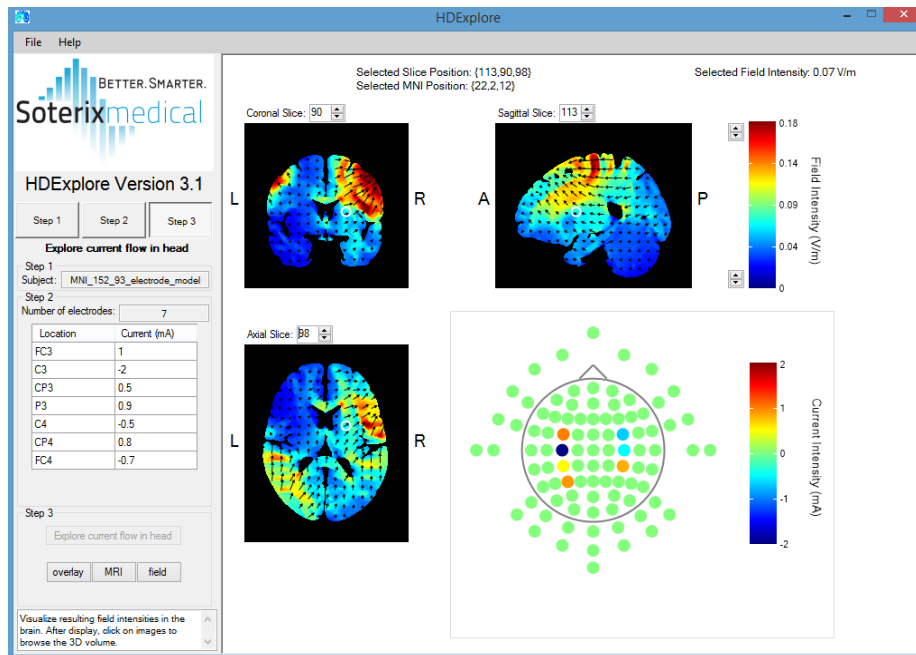 HDExplore
File Help
BETTER. SMARTER.
Soterixmedical
HDExplore Version 3.1
Step 1 Step 2 Step 3
Explore current flow in head
Step 1
Subject: MNI_152_93_electrode_model
Step 2
Number of electrodes: 7
Location Current (mA)
FC3 1
C3 -2
CP3 0.5
P3 0.9
C4 -0.5
CP4 0.8
FC4 -0.7
Step 3
Explore current flow in head
overlay MRI field
Visualize resulting field intensities in the
brain. After display, click on images to
browse the 3D volume.
Selected Slice Position: {113,90,98}
Selected MNI Position: {22,2,12}
Selected Field Intensity: 0.07 V/m
Coronal Slice: 90
L R
Sagittal Slice: 113
A P
0.18
0.14
0.09
0.04
0
Field Intensity (V/m)
Axial Slice: 98
L R
2
1
0
-1
-2
Current Intensity (mA)